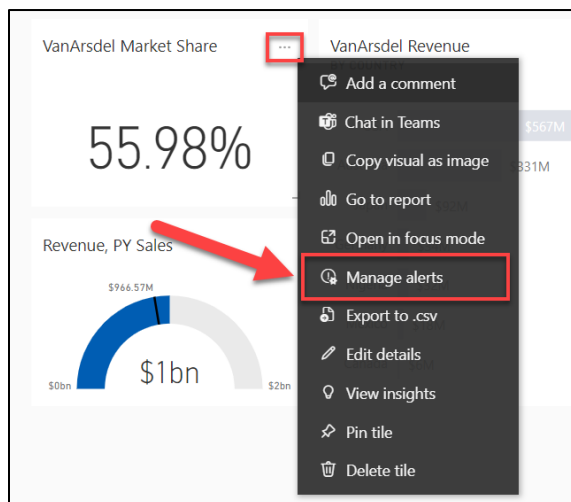 VanArsdel Market Share
...
VanArsdel Revenue
BY COUNTRY
55.98%
Add a comment
Chat in Teams
$567M
Copy visual as image
$331M
Go to report
Open in focus mode
Revenue, PY Sales
Manage alerts
$966.57M
Export to .csv
Edit details
$1bn
$0bn
$2bn
View insights
Pin tile
Delete tile